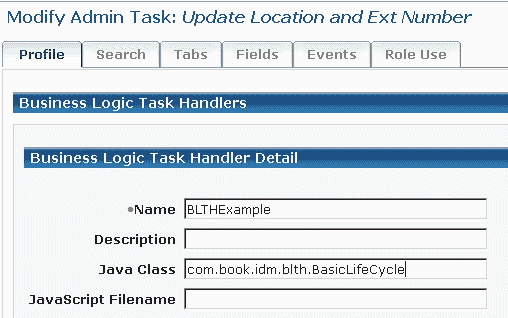 Modify Admin Task: Update Location and Ext Number
Profile Search Tabs Fields Events Role Use
Business Logic Task Handlers
Business Logic Task Handler Detail
●Name BLTHExample
Description
Java Class com.book.idm.blth.BasicLifeCycle
JavaScript Filename